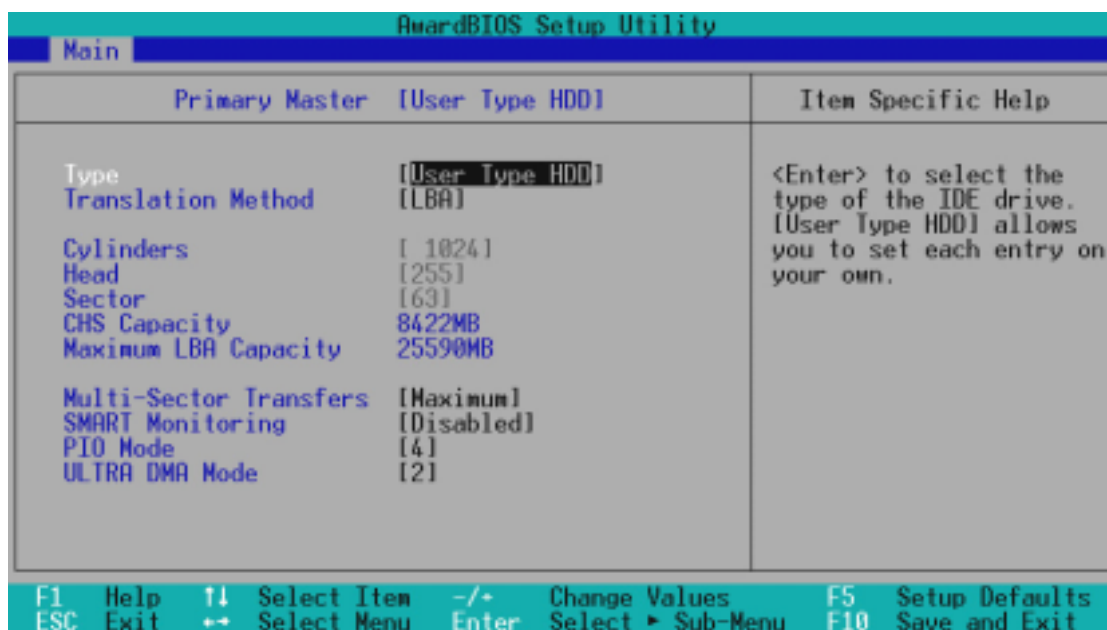 AwardBIOS Setup Utility
Main
Primary Master [User Type HDD]
Item Specific Help
Type [User Type HDD]
Translation Method [LBA]
Cylinders [ 1024]
Head [255]
Sector [63]
CHS Capacity 8422MB
Maximum LBA Capacity 25590MB
Multi-Sector Transfers [Maximum]
SMART Monitoring [Disabled]
PIO Mode [4]
ULTRA DMA Mode [2]
<Enter> to select the
type of the IDE drive.
[User Type HDD] allows
you to set each entry on
your own.
F1 Help ↑↓ Select Item -/+ Change Values F5 Setup Defaults
ESC Exit ←→ Select Menu Enter Select ► Sub-Menu F10 Save and Exit